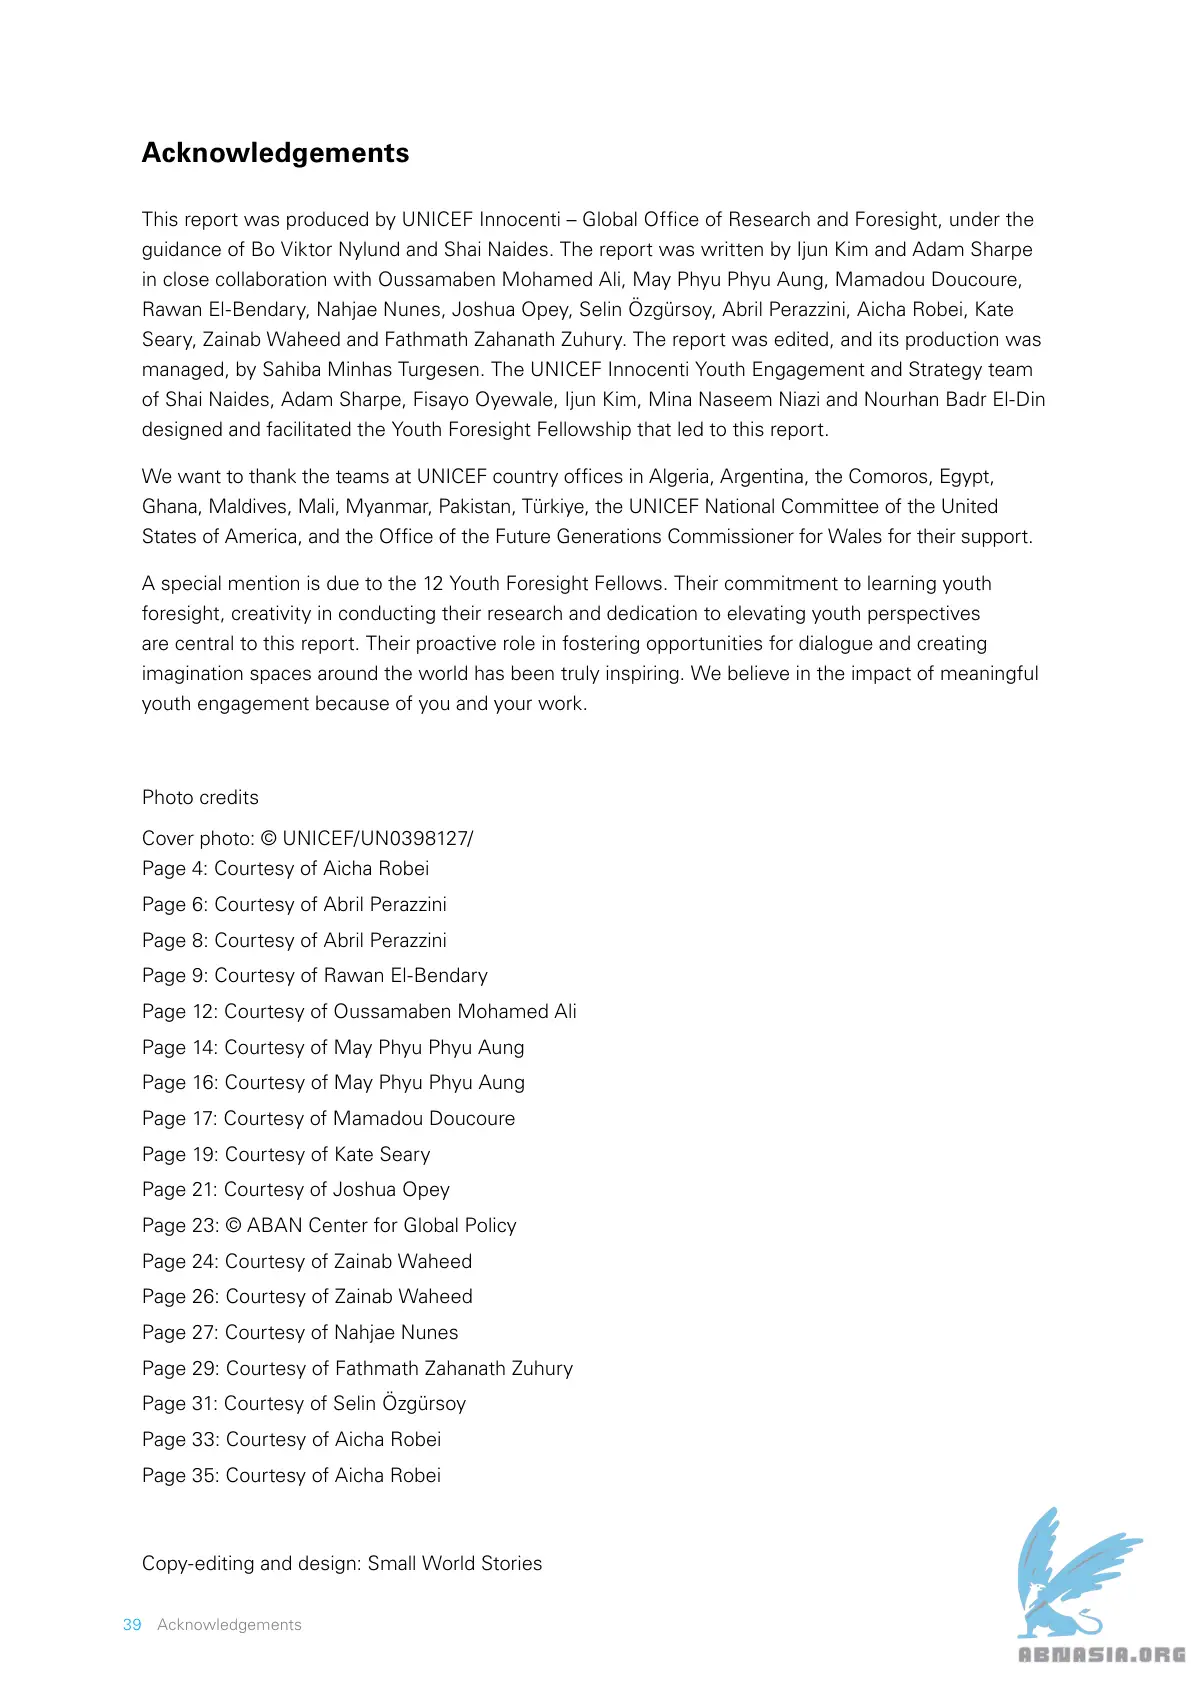 Acknowledgements
This report was produced by UNICEF Innocenti – Global Office of Research and Foresight, under the
guidance of Bo Viktor Nylund and Shai Naides. The report was written by Ijun Kim and Adam Sharpe
in close collaboration with Oussamaben Mohamed Ali, May Phyu Phyu Aung, Mamadou Doucoure,
Rawan El-Bendary, Nahjae Nunes, Joshua Opey, Selin Özgürsoy, Abril Perazzini, Aicha Robei, Kate
Seary, Zainab Waheed and Fathmath Zahanath Zuhury. The report was edited, and its production was
managed, by Sahiba Minhas Turgesen. The UNICEF Innocenti Youth Engagement and Strategy team
of Shai Naides, Adam Sharpe, Fisayo Oyewale, Ijun Kim, Mina Naseem Niazi and Nourhan Badr El-Din
designed and facilitated the Youth Foresight Fellowship that led to this report.
We want to thank the teams at UNICEF country offices in Algeria, Argentina, the Comoros, Egypt,
Ghana, Maldives, Mali, Myanmar, Pakistan, Türkiye, the UNICEF National Committee of the United
States of America, and the Office of the Future Generations Commissioner for Wales for their support.
A special mention is due to the 12 Youth Foresight Fellows. Their commitment to learning youth
foresight, creativity in conducting their research and dedication to elevating youth perspectives
are central to this report. Their proactive role in fostering opportunities for dialogue and creating
imagination spaces around the world has been truly inspiring. We believe in the impact of meaningful
youth engagement because of you and your work.
Photo credits
Cover photo: © UNICEF/UN0398127/
Page 4: Courtesy of Aicha Robei
Page 6: Courtesy of Abril Perazzini
Page 8: Courtesy of Abril Perazzini
Page 9: Courtesy of Rawan El-Bendary
Page 12: Courtesy of Oussamaben Mohamed Ali
Page 14: Courtesy of May Phyu Phyu Aung
Page 16: Courtesy of May Phyu Phyu Aung
Page 17: Courtesy of Mamadou Doucoure
Page 19: Courtesy of Kate Seary
Page 21: Courtesy of Joshua Opey
Page 23: © ABAN Center for Global Policy
Page 24: Courtesy of Zainab Waheed
Page 26: Courtesy of Zainab Waheed
Page 27: Courtesy of Nahjae Nunes
Page 29: Courtesy of Fathmath Zahanath Zuhury
Page 31: Courtesy of Selin Özgürsoy
Page 33: Courtesy of Aicha Robei
Page 35: Courtesy of Aicha Robei
Copy-editing and design: Small World Stories
39 Acknowledgements
ABNASIA.ORG